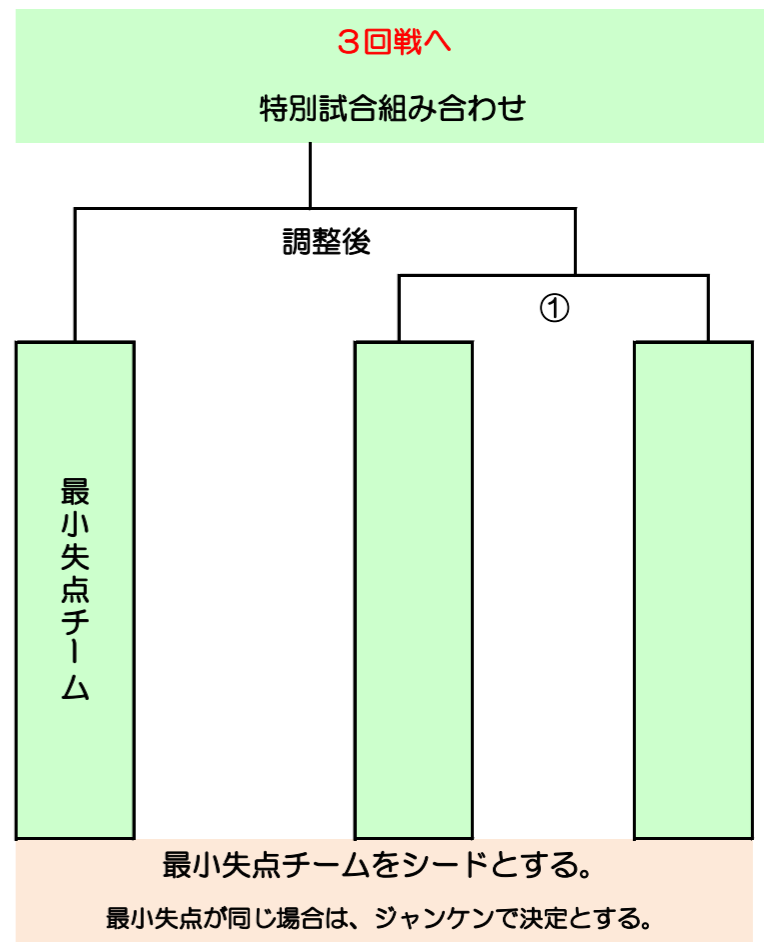 ３回戦へ
特別試合組み合わせ
調整後
①
最小失点チーム
最小失点チームをシードとする。
最小失点が同じ場合は、ジャンケンで決定とする。